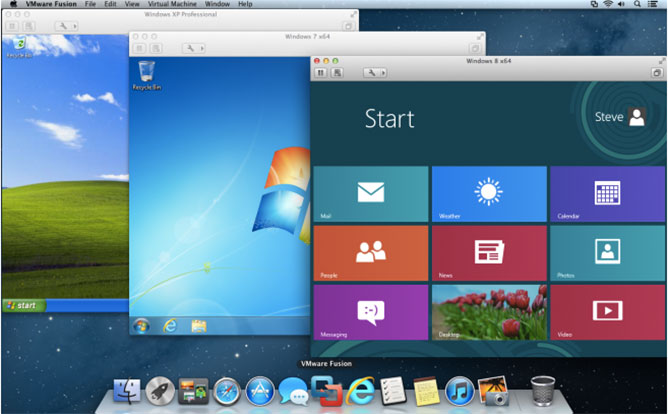 VMware Fusion File Edit View Virtual Machine Window Help
Windows XP Professional
Windows 7 x64
Windows 8 x64
Recycle Bin
Recycle Bin
Start
Steve
Mail
Weather
Calendar
People
News
Photos
Messaging
Desktop
Video
start
VMware Fusion